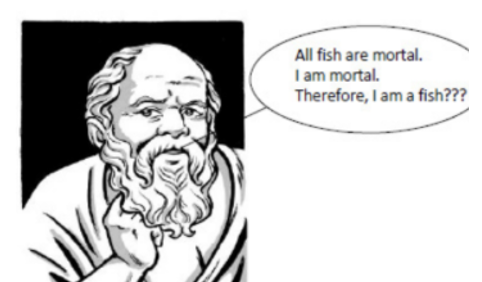 All fish are mortal.
I am mortal.
Therefore, I am a fish???